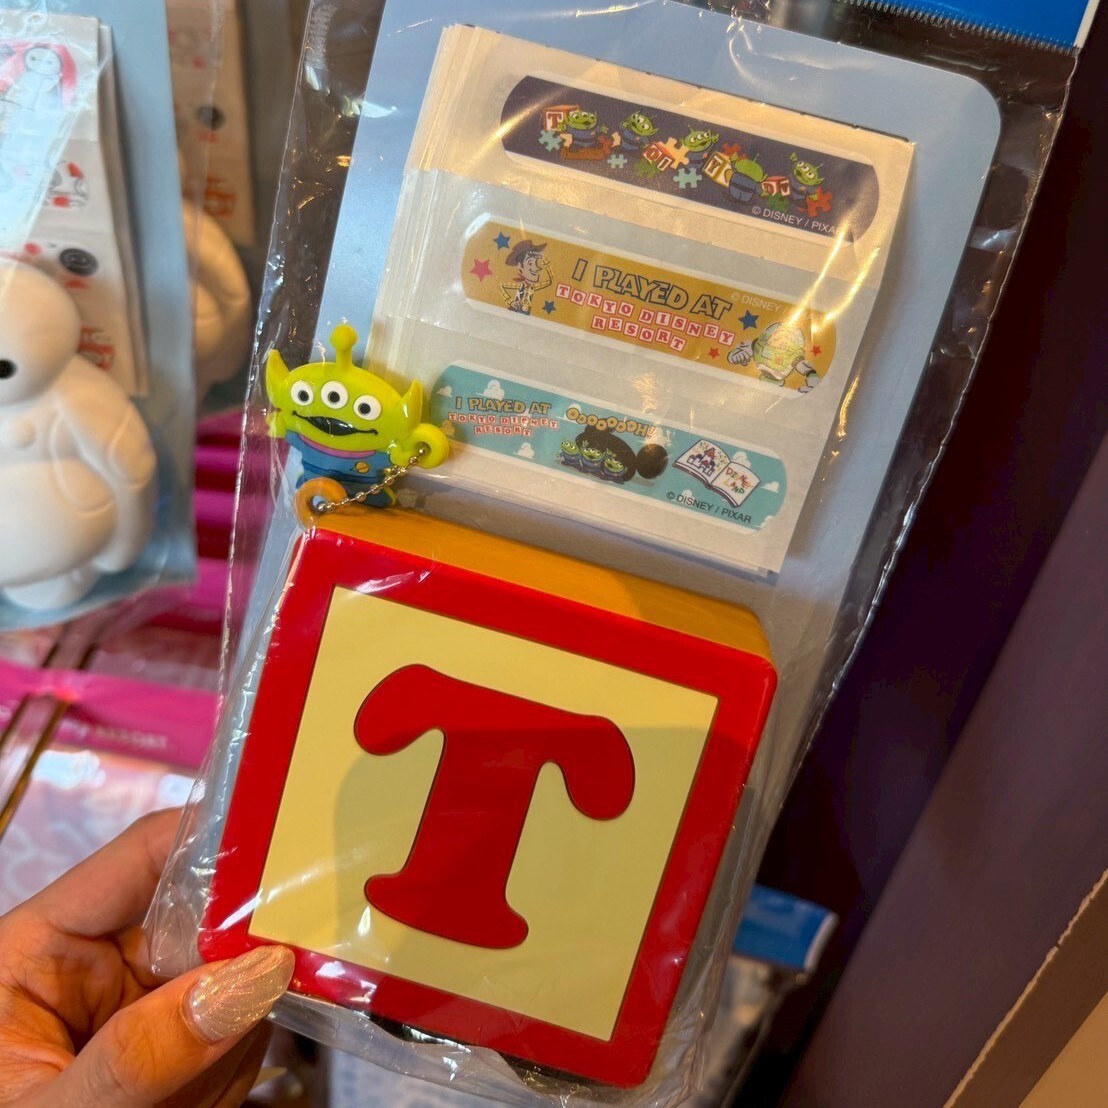 T
© DISNEY / PIXAR
I PLAYED AT
© DISNEY
TOKYO DISNEY
RESORT
I PLAYED AT
TOKYO DISNEY
RESORT
OOOOOOOH!
© DISNEY / PIXAR
T